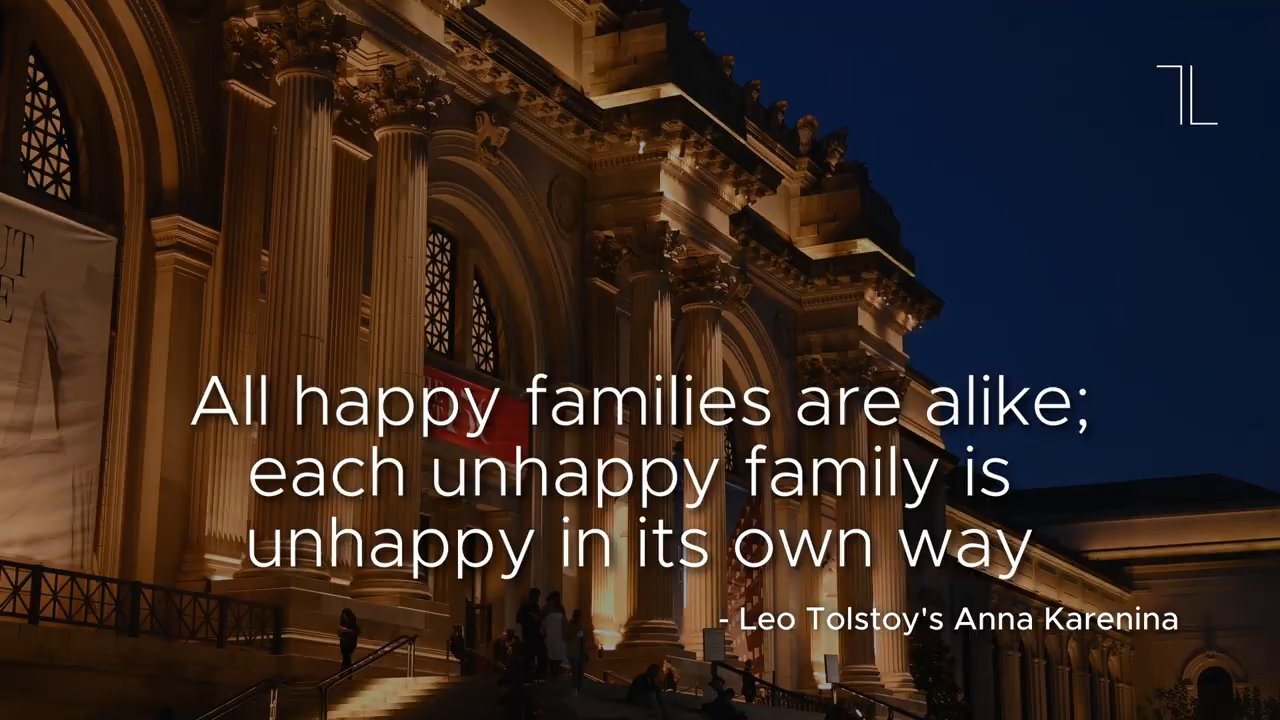 All happy families are alike;
each unhappy family is
unhappy in its own way
- Leo Tolstoy's Anna Karenina